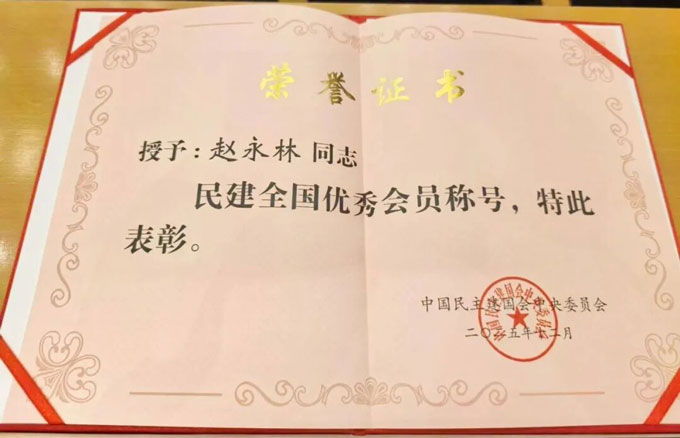 荣誉证书
授予：赵永林 同志
民建全国优秀会员称号，特此
表彰。
中国民主建国会中央委员会
二〇二五年十二月